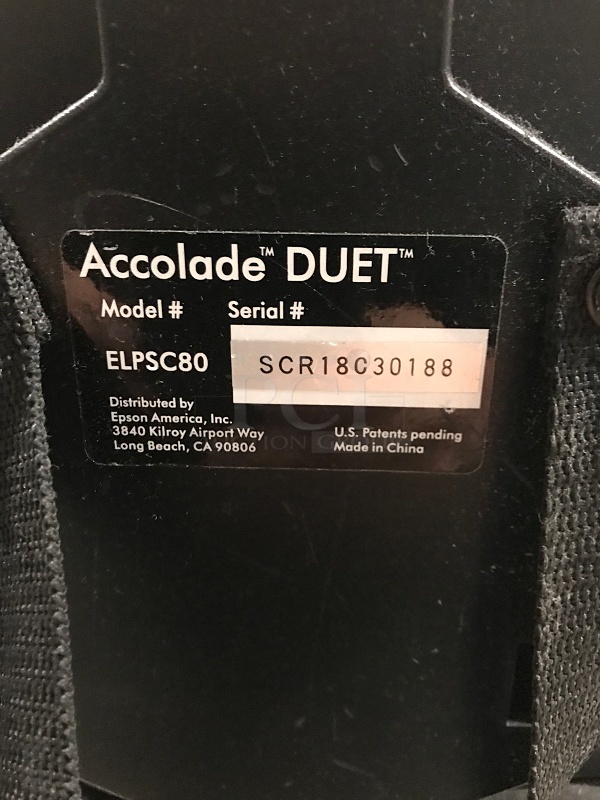 Accolade™ DUET™
Model # Serial #
ELPSC80 SCR18C30188
Distributed by
Epson America, Inc.
3840 Kilroy Airport Way
Long Beach, CA 90806
U.S. Patents pending
Made in China
PCI